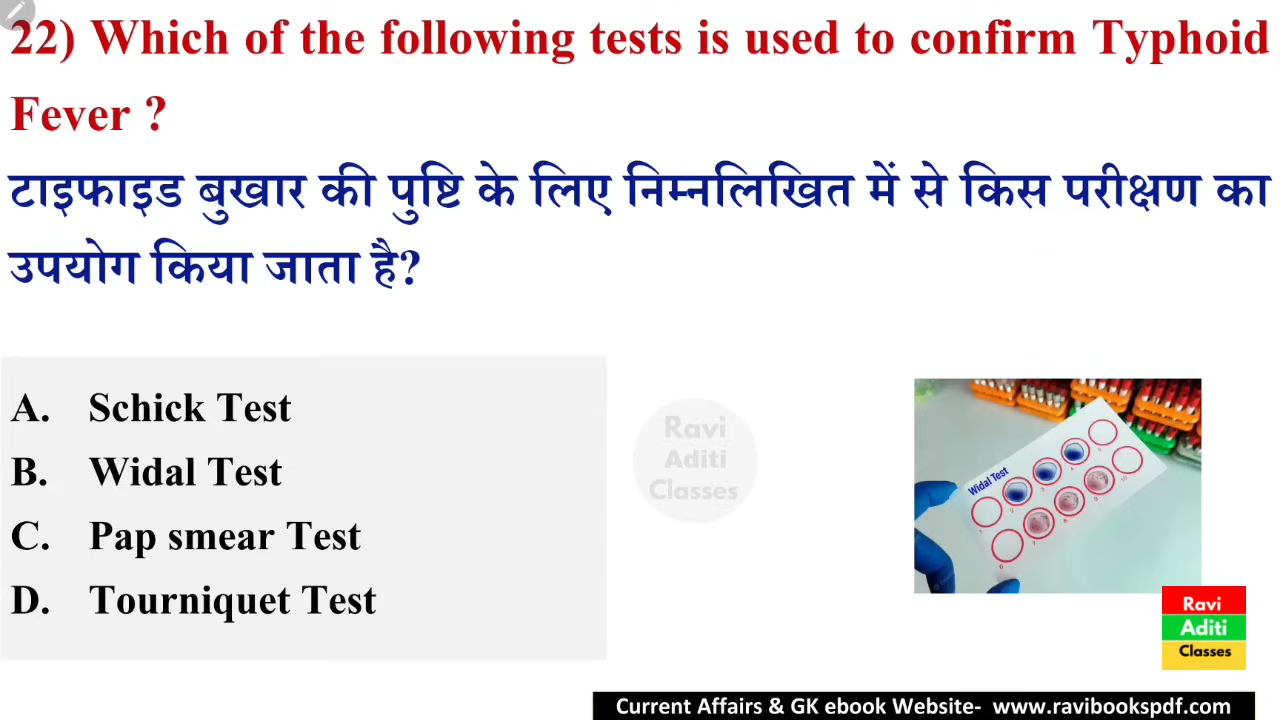 22) Which of the following tests is used to confirm Typhoid
Fever ?
टाइफाइड बुखार की पुष्टि के लिए निम्नलिखित में से किस परीक्षण का
उपयोग किया जाता है?
A. Schick Test
B. Widal Test
C. Pap smear Test
D. Tourniquet Test
Ravi
Aditi
Classes
Widal Test
Ravi
Aditi
Classes
Current Affairs & GK ebook Website- www.ravibookspdf.com